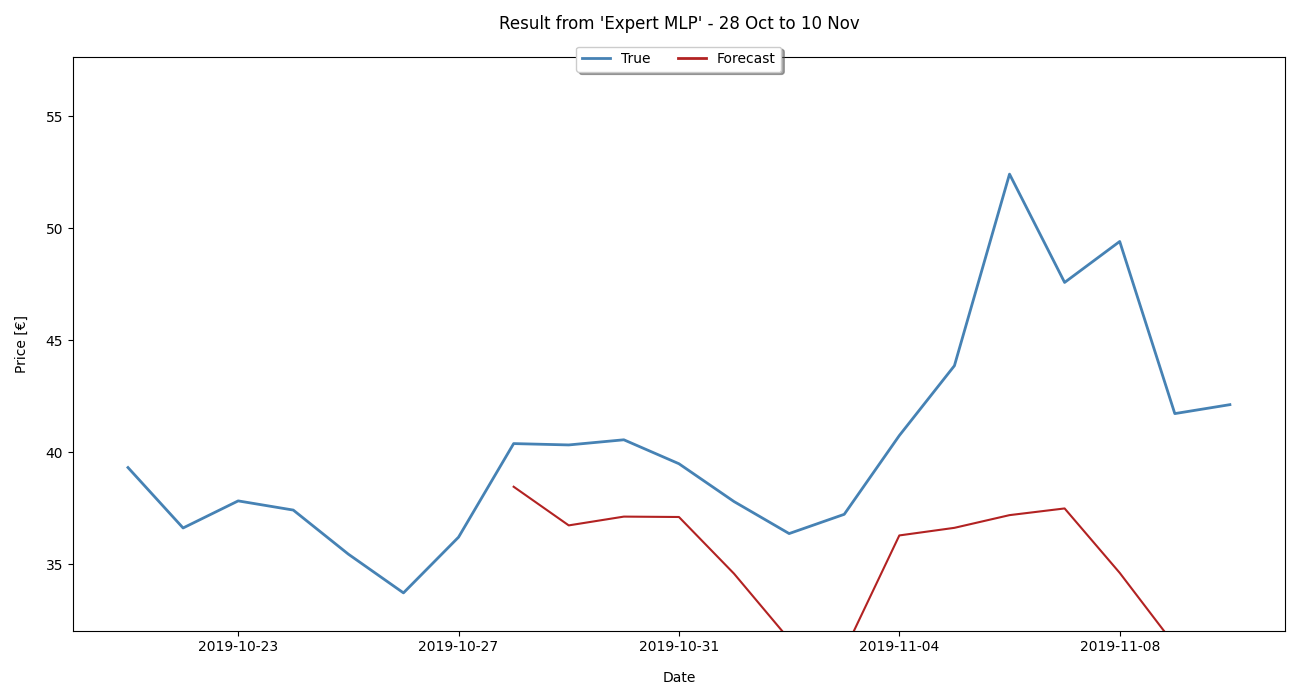 Result from 'Expert MLP' - 28 Oct to 10 Nov
True Forecast
55
50
45
40
35
Price [€]
2019-10-23 2019-10-27 2019-10-31 2019-11-04 2019-11-08
Date